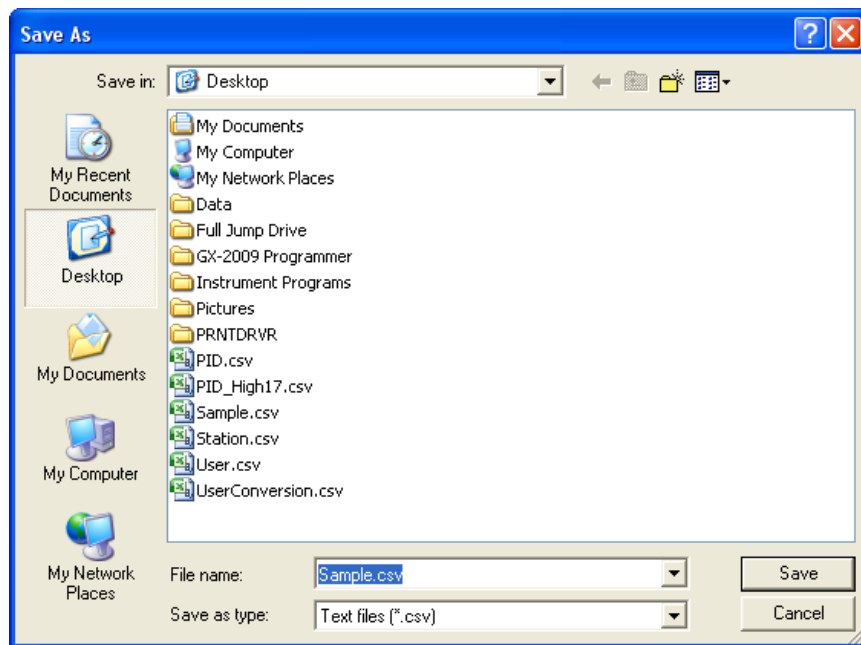 Save As
Save in: Desktop
My Recent
Documents
Desktop
My Documents
My Computer
My Network
Places
My Documents
My Computer
My Network Places
Data
Full Jump Drive
GX-2009 Programmer
Instrument Programs
Pictures
PRNTDRVR
PID.csv
PID_High17.csv
Sample.csv
Station.csv
User.csv
UserConversion.csv
File name: Sample.csv Save
Save as type: Text files (*.csv) Cancel